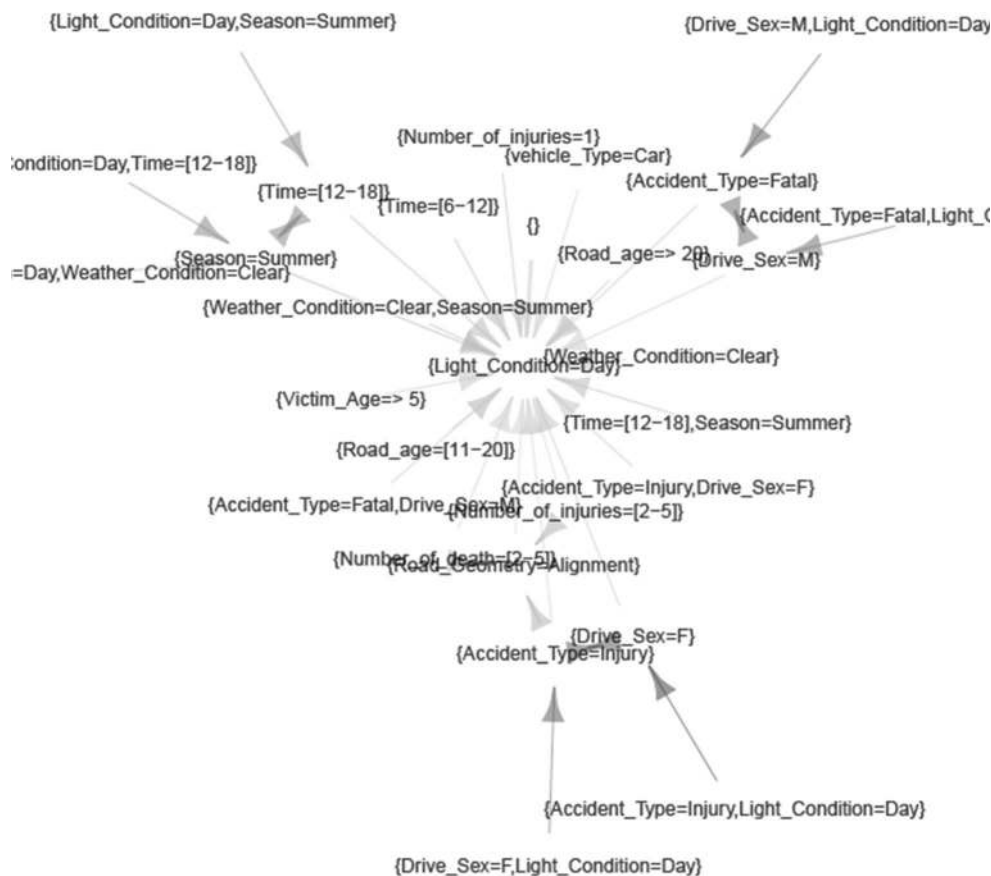 {Light_Condition=Day,Season=Summer}
{Drive_Sex=M,Light_Condition=Day
{Number_of_injuries=1}
{vehicle_Type=Car}
Condition=Day,Time=[12−18]}
{Time=[12−18]}
{Accident_Type=Fatal}
{Time=[6−12]}
{Accident_Type=Fatal,Light_C
{}
{Season=Summer}
{Road_age=> 20}
{Drive_Sex=M}
=Day,Weather_Condition=Clear}
{Weather_Condition=Clear,Season=Summer}
{Weather_Condition=Clear}
{Light_Condition=Day}
{Victim_Age=> 5}
{Time=[12−18],Season=Summer}
{Road_age=[11−20]}
{Accident_Type=Injury,Drive_Sex=F}
{Accident_Type=Fatal,Drive_Sex=M}
{Number_of_injuries=[2−5]}
{Number_of_death=[2−5]}
{Road_Geometry=Alignment}
{Drive_Sex=F}
{Accident_Type=Injury}
{Accident_Type=Injury,Light_Condition=Day}
{Drive_Sex=F,Light_Condition=Day}